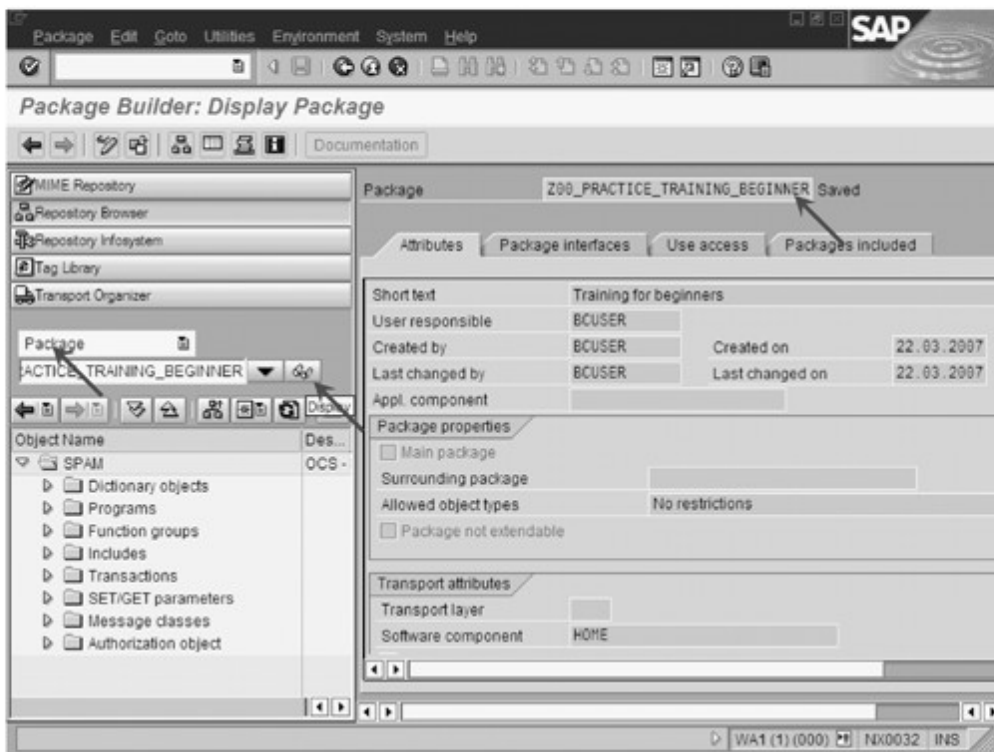 Package Edit Goto Utilities Environment System Help
SAP
Package Builder: Display Package
Documentation
MIME Repository
Repository Browser
Repository Infosystem
Tag Library
Transport Organizer
Package
ACTICE_TRAINING_BEGINNER
Display
Object Name Des...
SPAM OCS -
Dictionary objects
Programs
Function groups
Includes
Transactions
SET/GET parameters
Message classes
Authorization object
Package Z00_PRACTICE_TRAINING_BEGINNER Saved
Attributes Package interfaces Use access Packages included
Short text Training for beginners
User responsible BCUSER
Created by BCUSER Created on 22.03.2007
Last changed by BCUSER Last changed on 22.03.2007
Appl. component
Package properties
Main package
Surrounding package
Allowed object types No restrictions
Package not extendable
Transport attributes
Transport layer
Software component HOME
WA1 (1) (000) NX0032 INS